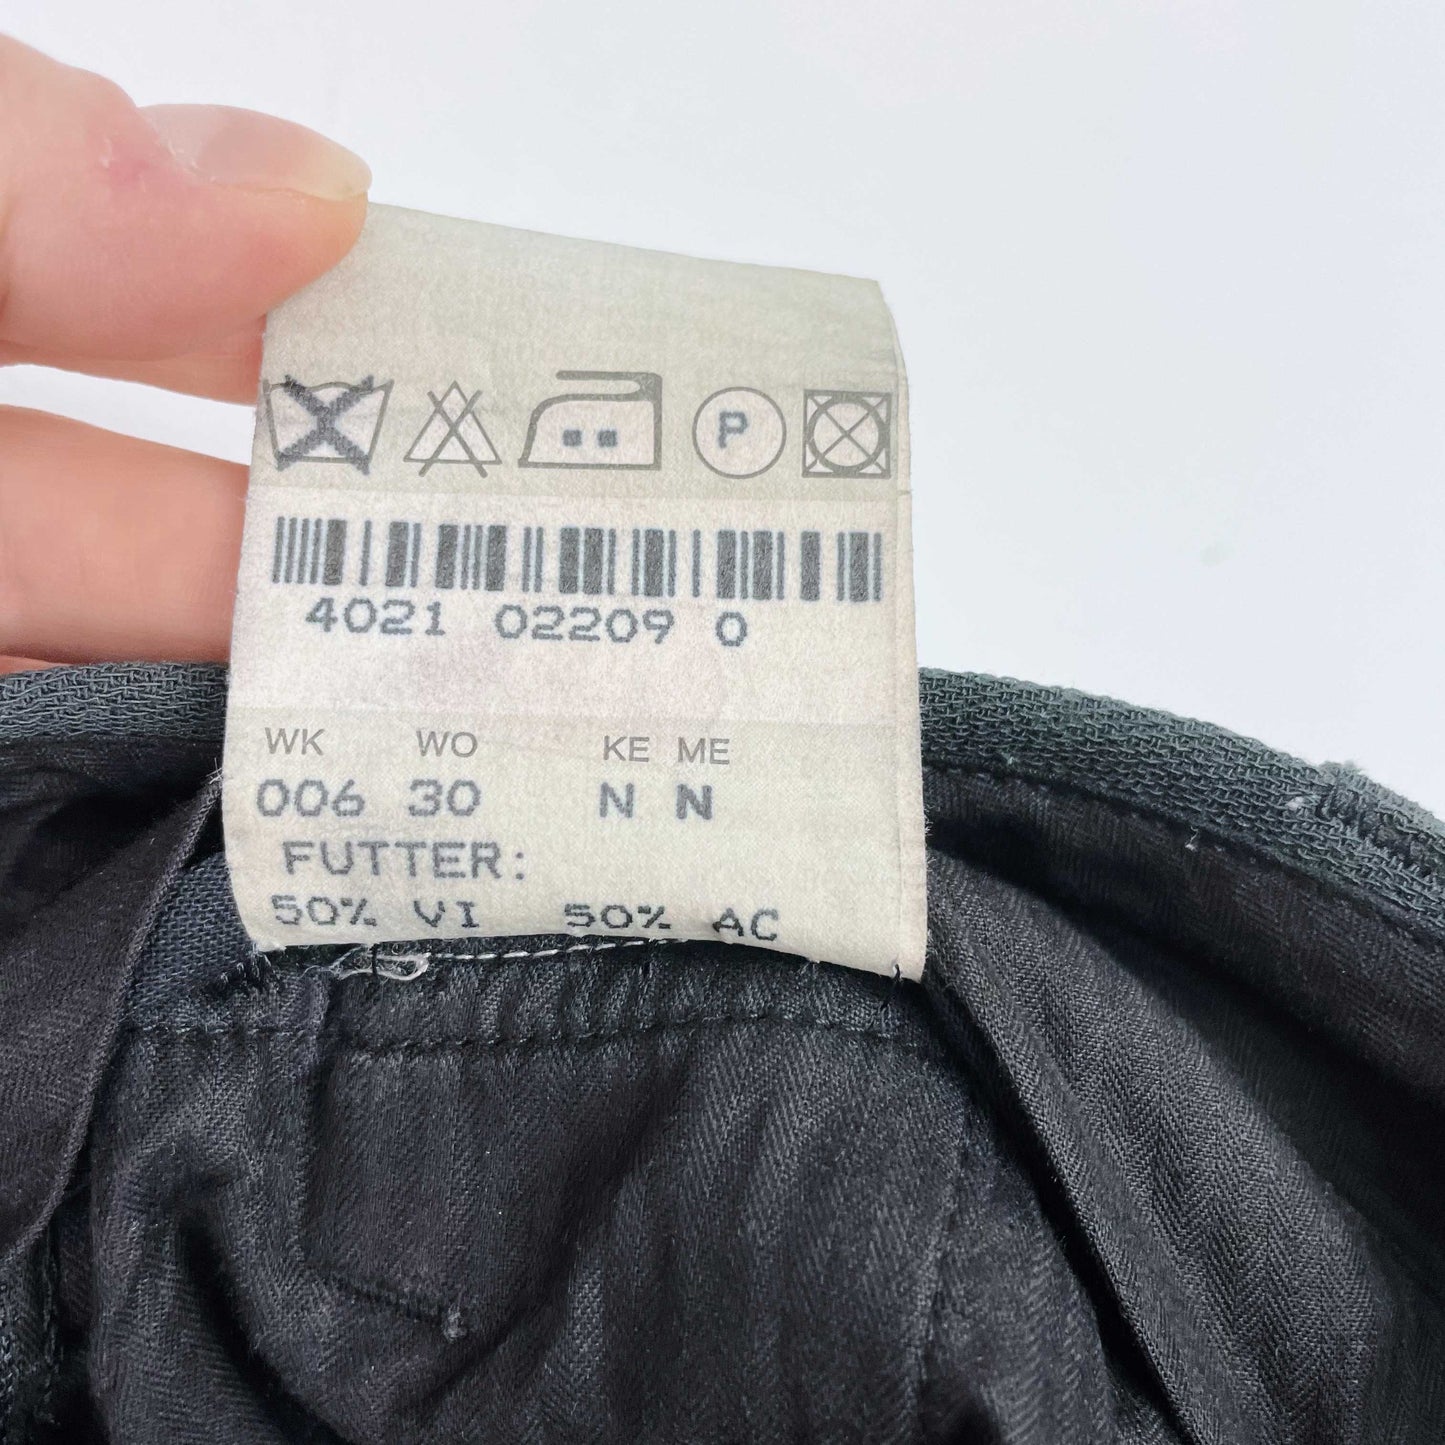 P
4021 02209 0
WK WO KE ME
006 30 N N
FUTTER:
50% VI 50% AC